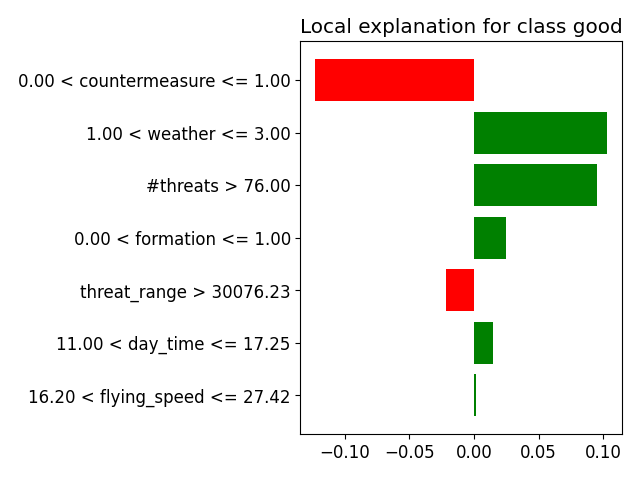 Local explanation for class good
0.00 < countermeasure <= 1.00
1.00 < weather <= 3.00
#threats > 76.00
0.00 < formation <= 1.00
threat_range > 30076.23
11.00 < day_time <= 17.25
16.20 < flying_speed <= 27.42
−0.10 −0.05 0.00 0.05 0.10